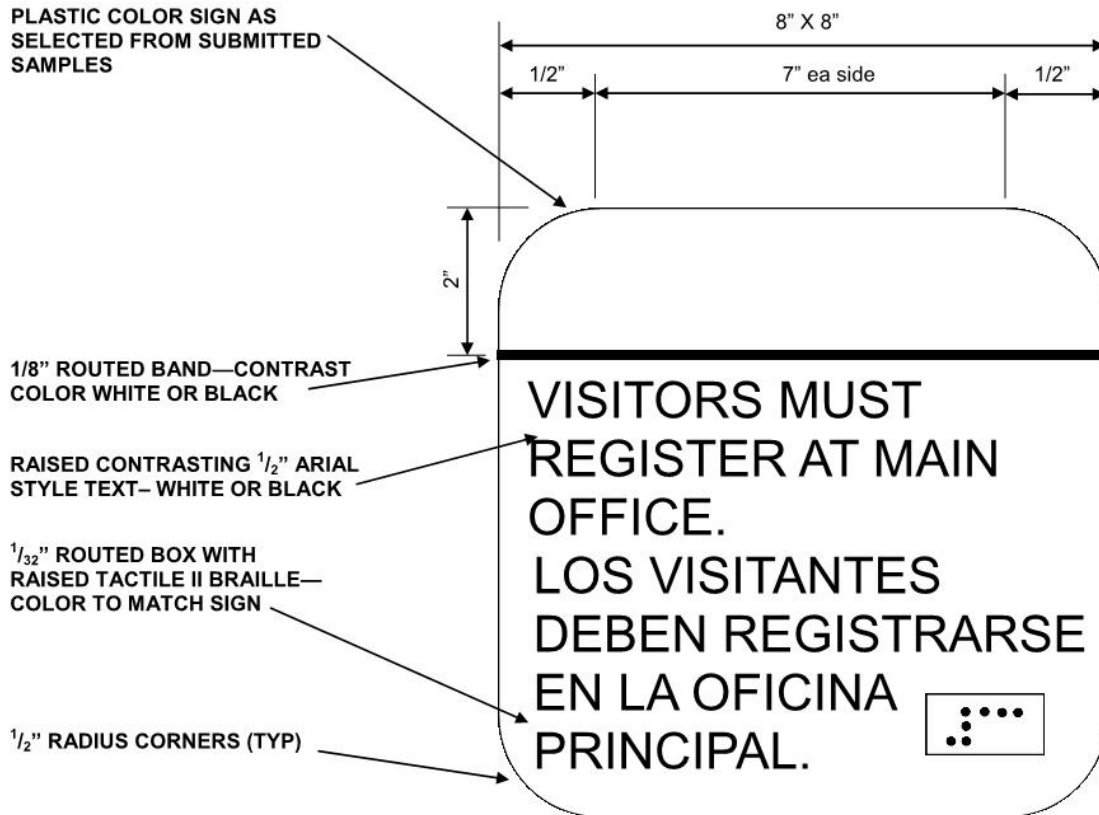 PLASTIC COLOR SIGN AS
SELECTED FROM SUBMITTED
SAMPLES
8” X 8”
1/2”
7” ea side
1/2”
2”
1/8” ROUTED BAND—CONTRAST
COLOR WHITE OR BLACK
RAISED CONTRASTING 1/2” ARIAL
STYLE TEXT– WHITE OR BLACK
1/32” ROUTED BOX WITH
RAISED TACTILE II BRAILLE—
COLOR TO MATCH SIGN
1/2” RADIUS CORNERS (TYP)
VISITORS MUST
REGISTER AT MAIN
OFFICE.
LOS VISITANTES
DEBEN REGISTRARSE
EN LA OFICINA
PRINCIPAL.